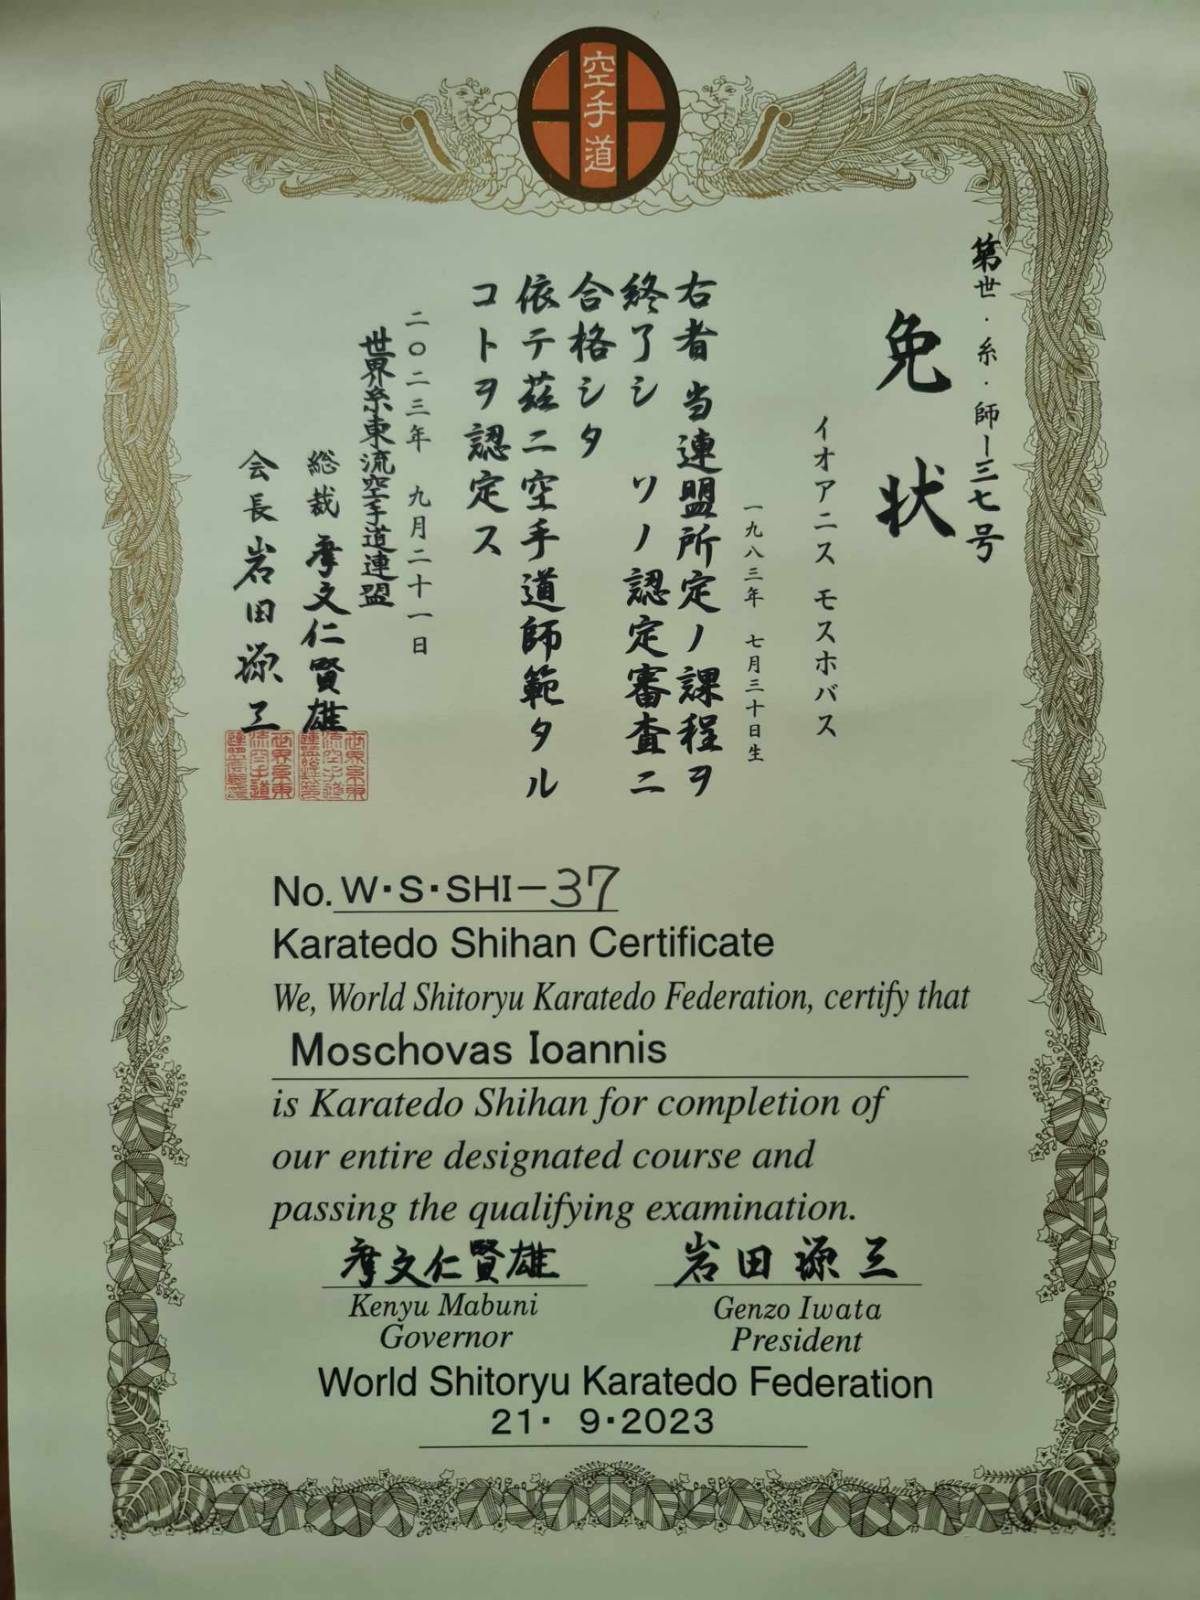 空手道
第世・糸・師ー三七号
免状
イオアニス モスホバス
一九八三年 七月三十日生
右者 当連盟所定ノ課程ヲ
終了シ ソノ認定審査ニ
合格シタ
依テ茲ニ空手道師範タル
コトヲ認定ス
二〇二三年 九月二十一日
世界糸東流空手道連盟
総裁 摩文仁賢雄
会長 岩田源三
No. W・S・SHI-37
Karatedo Shihan Certificate
We, World Shitoryu Karatedo Federation, certify that
Moschovas Ioannis
is Karatedo Shihan for completion of
our entire designated course and
passing the qualifying examination.
摩文仁賢雄 岩田源三
Kenyu Mabuni Genzo Iwata
Governor President
World Shitoryu Karatedo Federation
21・ 9・2023